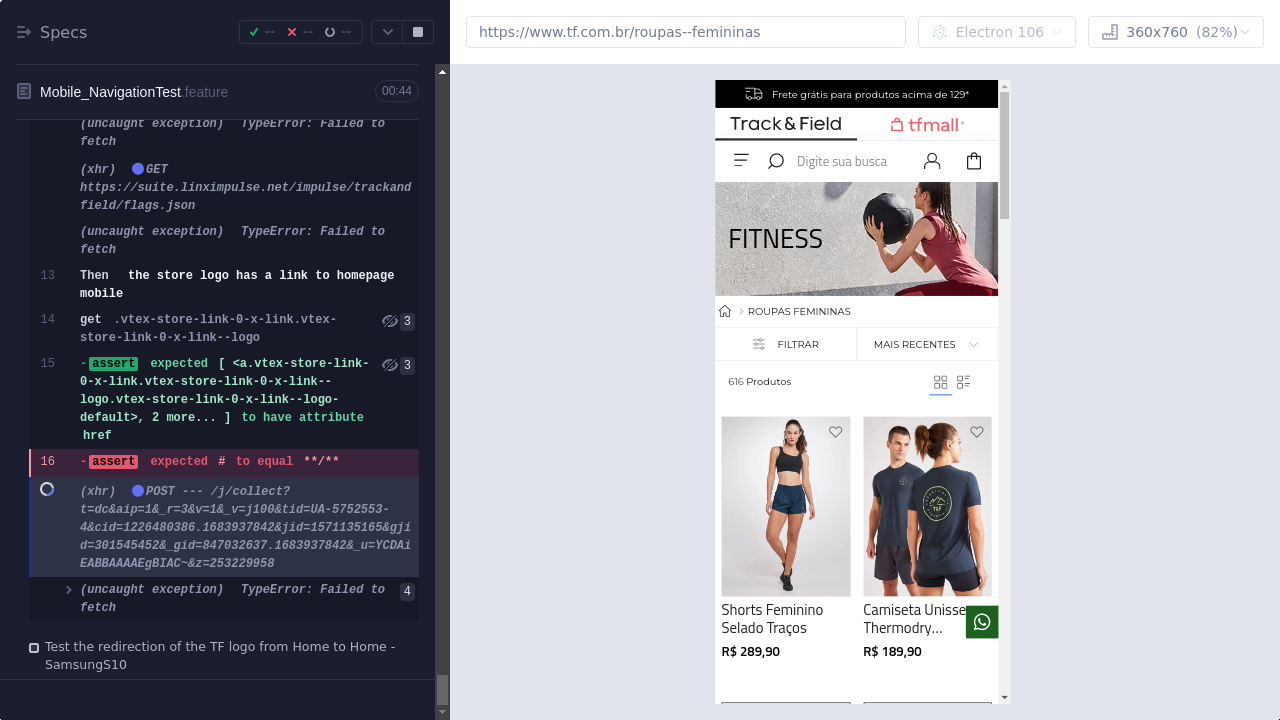 Specs
--
--
--
https://www.tf.com.br/roupas--femininas
Electron 106
360x760 (82%)
Mobile_NavigationTest.feature
00:44
(uncaught exception) TypeError: Failed to
fetch
(xhr) GET
https://suite.linximpulse.net/impulse/trackand
field/flags.json
(uncaught exception) TypeError: Failed to
fetch
13 Then the store logo has a link to homepage
mobile
14 get .vtex-store-link-0-x-link.vtex- 3
store-link-0-x-link--logo
15 -assert expected [ <a.vtex-store-link- 3
0-x-link.vtex-store-link-0-x-link--
logo.vtex-store-link-0-x-link--logo-
default>, 2 more... ] to have attribute
href
16 -assert expected # to equal **/**
(xhr) POST --- /j/collect?
t=dc&aip=1&_r=3&v=1&_v=j100&tid=UA-5752553-
4&cid=1226480386.1683937842&jid=1571135165&gji
d=301545452&_gid=847032637.1683937842&_u=YCDAi
EABBAAAAEgBIAC~&z=253229958
(uncaught exception) TypeError: Failed to 4
fetch
Test the redirection of the TF logo from Home to Home -
SamsungS10
Frete grátis para produtos acima de 129*
Track&Field
tfmall
Digite sua busca
FITNESS
ROUPAS FEMININAS
FILTRAR
MAIS RECENTES
616 Produtos
T&F
Shorts Feminino
Selado Traços
R$ 289,90
Camiseta Unisse
Thermodry...
R$ 189,90